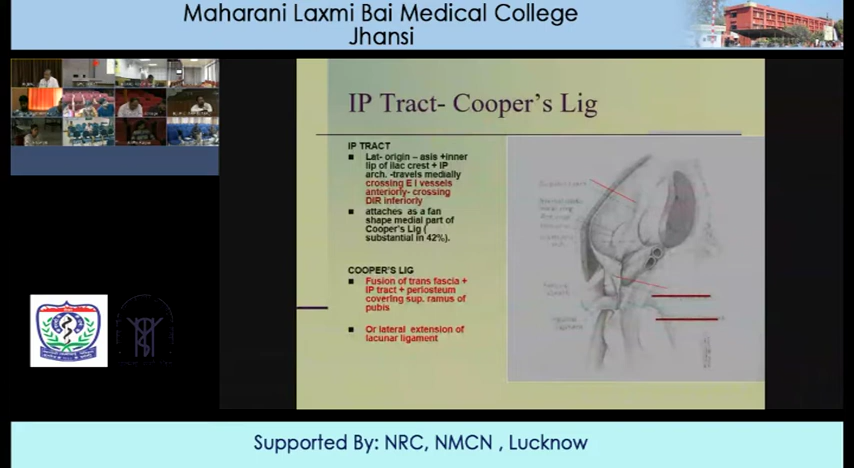 Maharani Laxmi Bai Medical College
Jhansi
IP Tract- Cooper's Lig
IP TRACT
Lat- origin – asis +inner
lip of ilac crest + IP
arch. -travels medially
crossing E I vessels
anteriorly- crossing
DIR inferiorly
attaches as a fan
shape medial part of
Cooper's Lig (
substantial in 42%).
COOPER'S LIG
Fusion of trans fascia +
IP tract + periosteum
covering sup. ramus of
pubis
Or lateral extension of
lacunar ligament
Supported By: NRC, NMCN , Lucknow